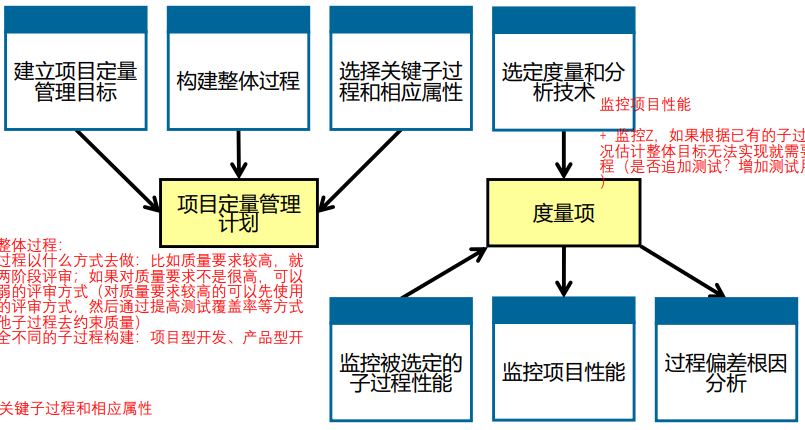 建立项目定量
管理目标
构建整体过程
选择关键子过
程和相应属性
选定度量和分
析技术
监控项目性能
+ 监控Z，如果根据已有的子过
况估计整体目标无法实现就需要
程（是否追加测试？增加测试用
）
项目定量管理
计划
度量项
整体过程：
过程以什么方式去做：比如质量要求较高，就
两阶段评审；如果对质量要求不是很高，可以
弱的评审方式（对质量要求较高的可以先使用
的评审方式，然后通过提高测试覆盖率等方式
他子过程去约束质量）
全不同的子过程构建：项目型开发、产品型开
监控被选定的
子过程性能
监控项目性能
过程偏差根因
分析
关键子过程和相应属性